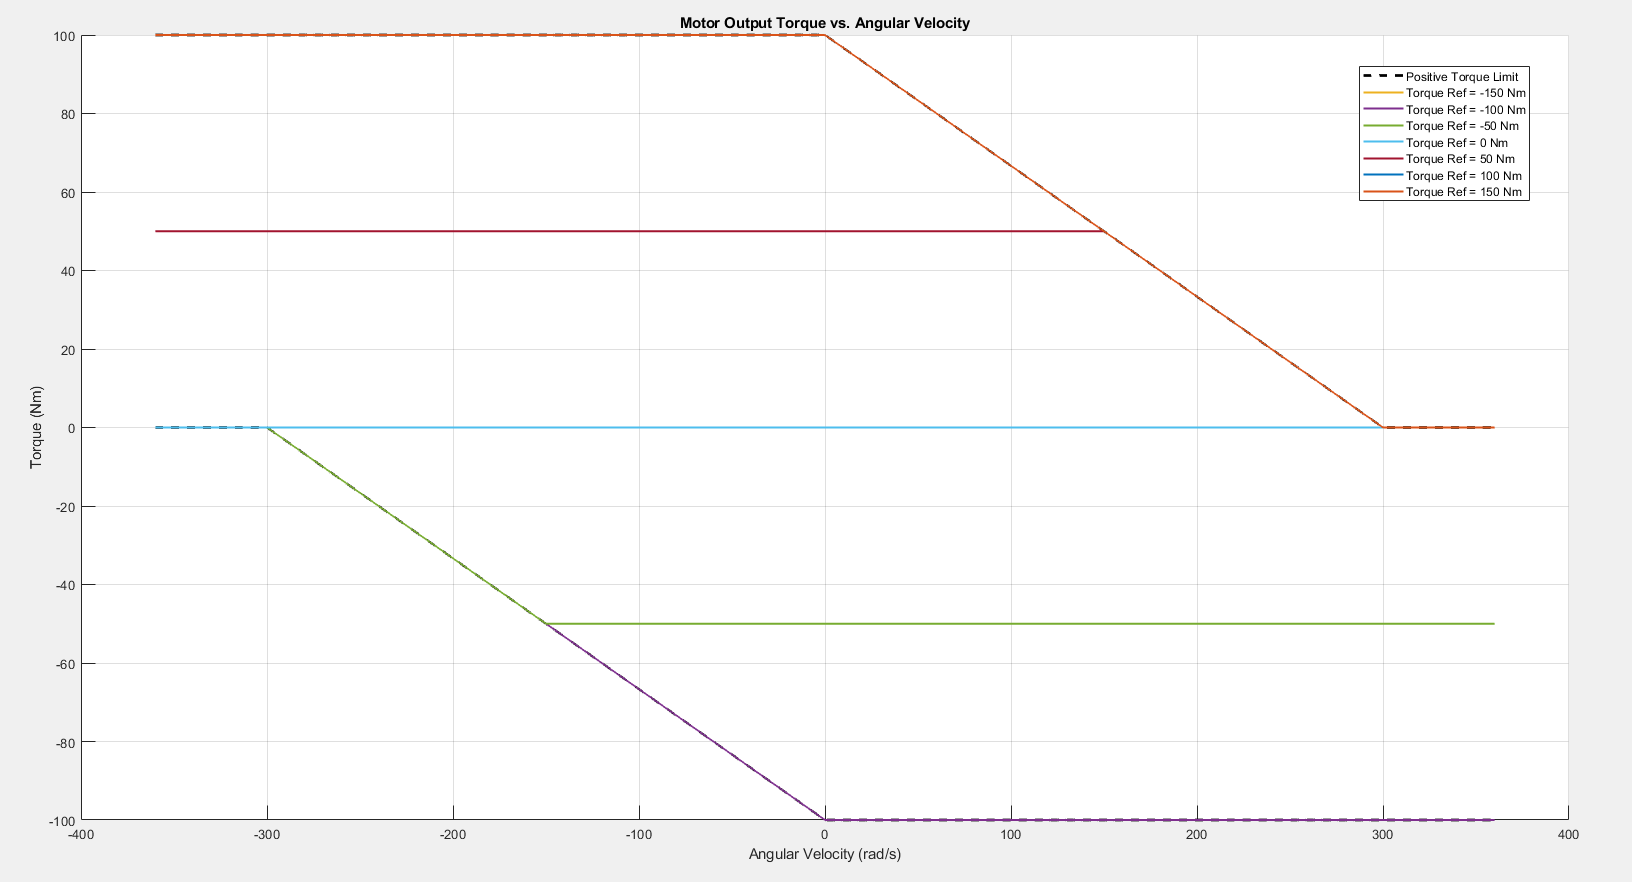 Motor Output Torque vs. Angular Velocity
100
80
60
40
20
0
-20
-40
-60
-80
-100
Torque (Nm)
Positive Torque Limit
Torque Ref = -150 Nm
Torque Ref = -100 Nm
Torque Ref = -50 Nm
Torque Ref = 0 Nm
Torque Ref = 50 Nm
Torque Ref = 100 Nm
Torque Ref = 150 Nm
-400 -300 -200 -100 0 100 200 300 400
Angular Velocity (rad/s)